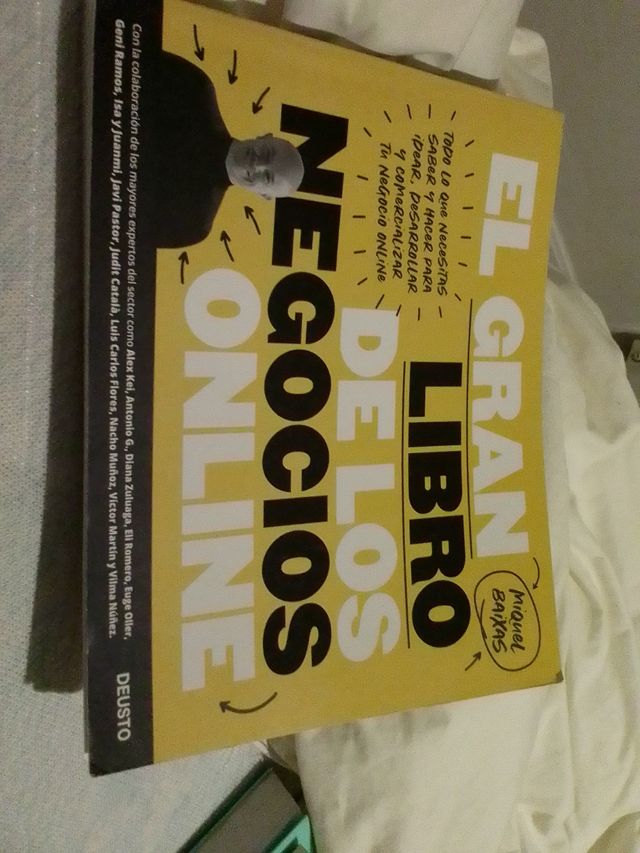 EL GRAN
LIBRO
DE LOS
NEGOCIOS
ONLINE
MiQUEL
BAiXAS
TODO LO QUE NECESITAS
SABER Y HACER PARA
iDEAR, DESARROLLAR
Y COMERCiALiZAR
TU NEGOCiO ONLiNE
Con la colaboración de los mayores expertos del sector como Alex Kei, Antonio G., Diana Zuluaga, Eli Romero, Euge Oller,
Geni Ramos, Isa y Juanmi, Javi Pastor, Judit Català, Luis Carlos Flores, Nacho Muñoz, Víctor Martín y Vilma Núñez.
DEUSTO